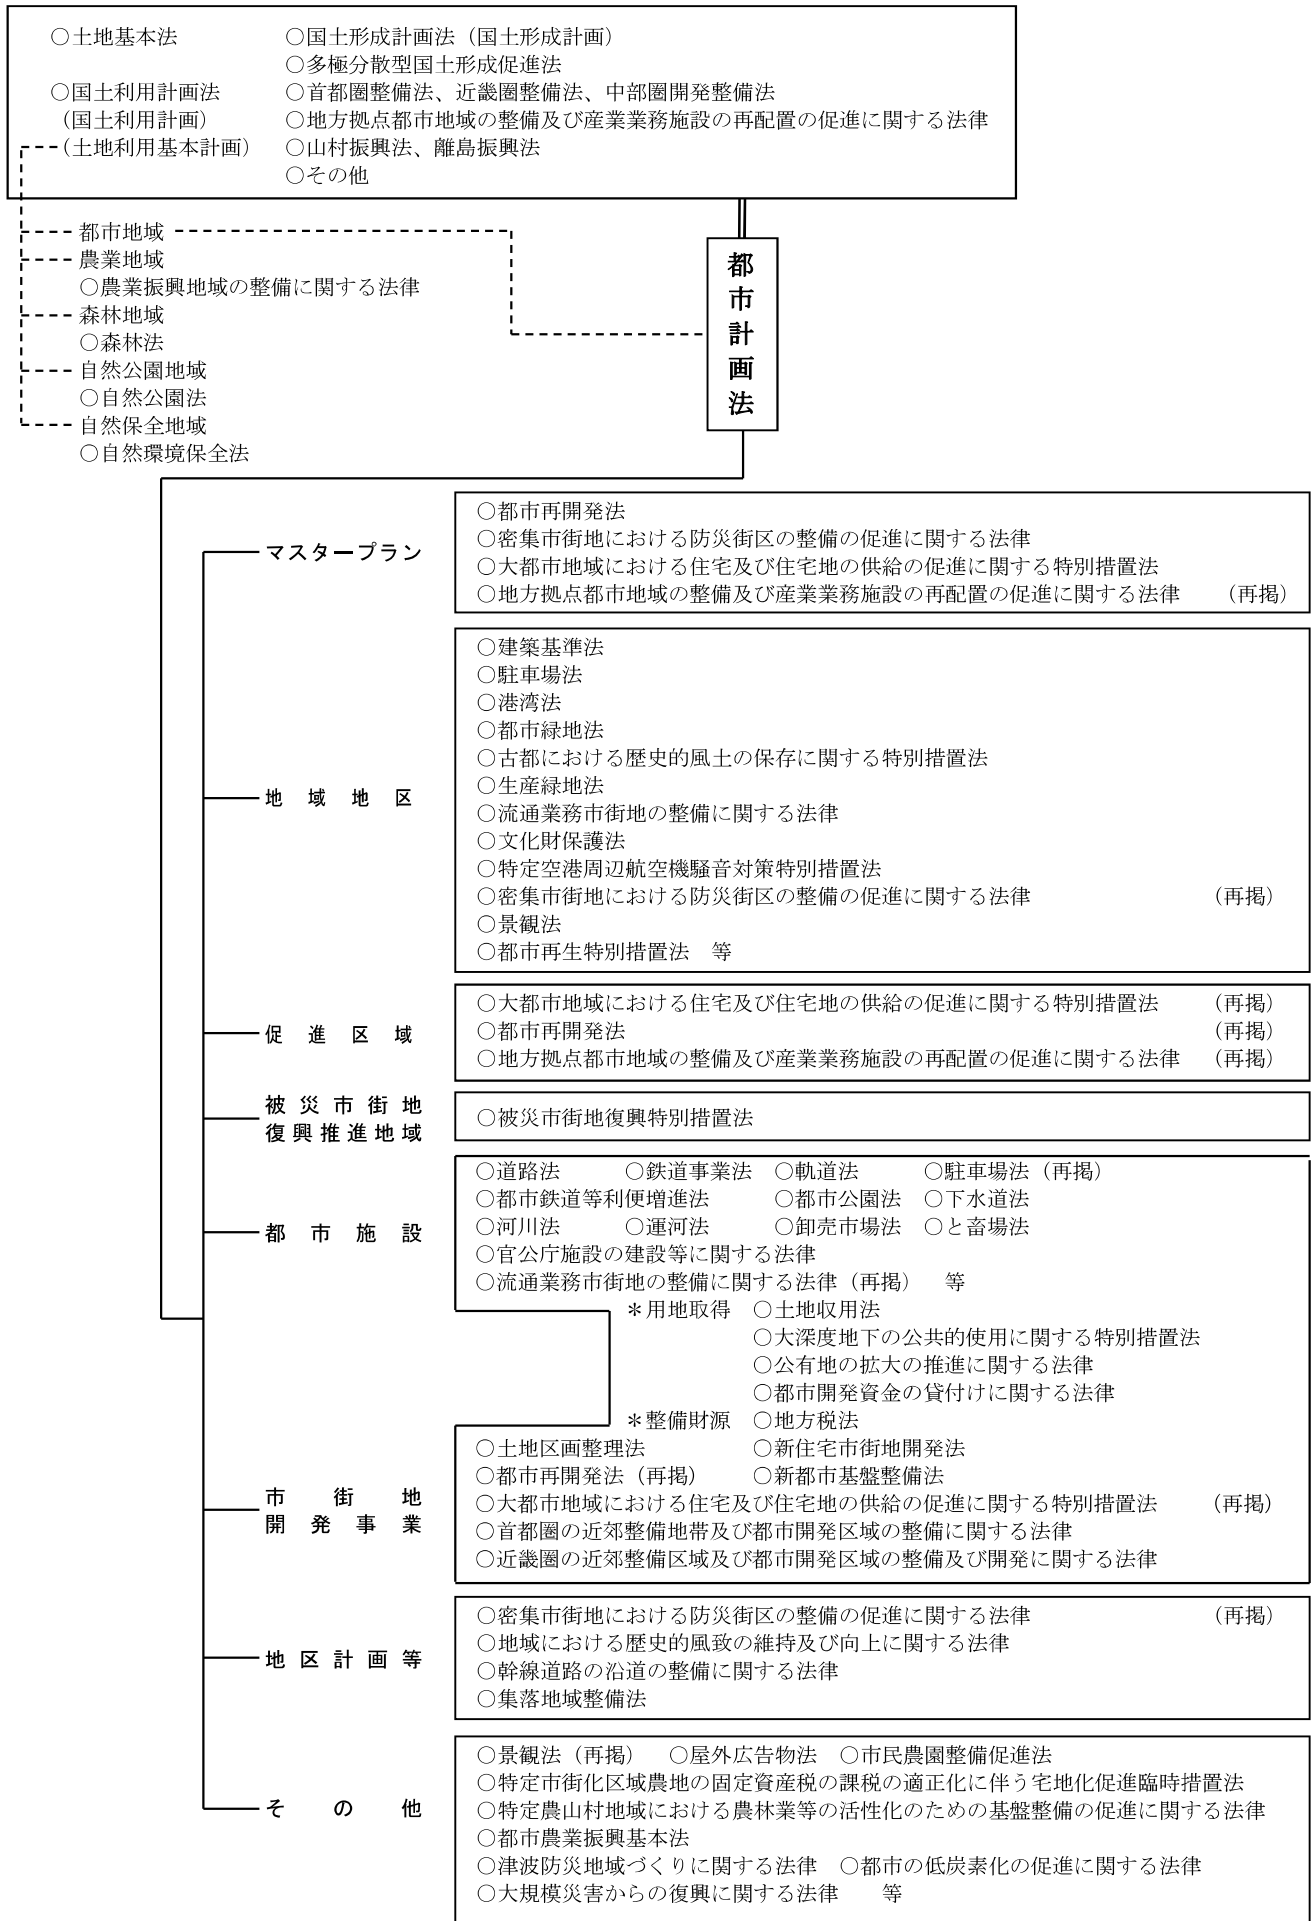 ○土地基本法　○国土形成計画法（国土形成計画）
○多極分散型国土形成促進法
○国土利用計画法　○首都圏整備法、近畿圏整備法、中部圏開発整備法
（国土利用計画）　○地方拠点都市地域の整備及び産業業務施設の再配置の促進に関する法律
（土地利用基本計画）　○山村振興法、離島振興法
○その他
都市地域
農業地域
○農業振興地域の整備に関する法律
森林地域
○森林法
自然公園地域
○自然公園法
自然保全地域
○自然環境保全法
都市計画法
マスタープラン
○都市再開発法
○密集市街地における防災街区の整備の促進に関する法律
○大都市地域における住宅及び住宅地の供給の促進に関する特別措置法
○地方拠点都市地域の整備及び産業業務施設の再配置の促進に関する法律　（再掲）
地域地区
○建築基準法
○駐車場法
○港湾法
○都市緑地法
○古都における歴史的風土の保存に関する特別措置法
○生産緑地法
○流通業務市街地の整備に関する法律
○文化財保護法
○特定空港周辺航空機騒音対策特別措置法
○密集市街地における防災街区の整備の促進に関する法律　（再掲）
○景観法
○都市再生特別措置法　等
促進区域
○大都市地域における住宅及び住宅地の供給の促進に関する特別措置法　（再掲）
○都市再開発法　（再掲）
○地方拠点都市地域の整備及び産業業務施設の再配置の促進に関する法律　（再掲）
被災市街地
復興推進地域
○被災市街地復興特別措置法
都市施設
○道路法　○鉄道事業法　○軌道法　○駐車場法（再掲）
○都市鉄道等利便増進法　○都市公園法　○下水道法
○河川法　○運河法　○卸売市場法　○と畜場法
○官公庁施設の建設等に関する法律
○流通業務市街地の整備に関する法律（再掲）　等
＊用地取得　○土地収用法
○大深度地下の公共的使用に関する特別措置法
○公有地の拡大の推進に関する法律
○都市開発資金の貸付けに関する法律
＊整備財源　○地方税法
市街地
開発事業
○土地区画整理法　○新住宅市街地開発法
○都市再開発法（再掲）　○新都市基盤整備法
○大都市地域における住宅及び住宅地の供給の促進に関する特別措置法　（再掲）
○首都圏の近郊整備地帯及び都市開発区域の整備に関する法律
○近畿圏の近郊整備区域及び都市開発区域の整備及び開発に関する法律
地区計画等
○密集市街地における防災街区の整備の促進に関する法律　（再掲）
○地域における歴史的風致の維持及び向上に関する法律
○幹線道路の沿道の整備に関する法律
○集落地域整備法
その他
○景観法（再掲）　○屋外広告物法　○市民農園整備促進法
○特定市街化区域農地の固定資産税の課税の適正化に伴う宅地化促進臨時措置法
○特定農山村地域における農林業等の活性化のための基盤整備の促進に関する法律
○都市農業振興基本法
○津波防災地域づくりに関する法律　○都市の低炭素化の促進に関する法律
○大規模災害からの復興に関する法律　等